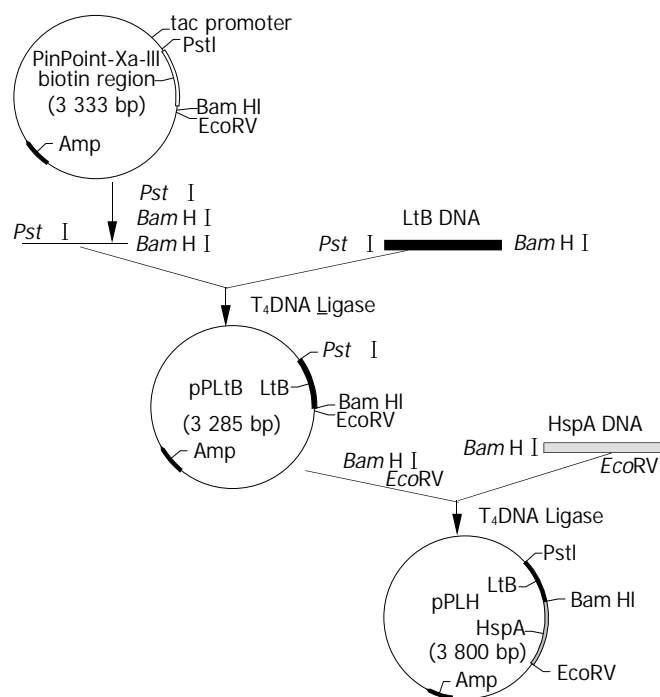 tac promoter
PstI
PinPoint-Xa-III
biotin region
(3 333 bp)
Bam HI
EcoRV
Amp
Pst I
Bam H I
Pst I
Bam H I
LtB DNA
Pst I
Bam H I
T₄DNA Ligase
Pst I
pPLtB
LtB
Bam HI
(3 285 bp)
EcoRV
Amp
HspA DNA
Bam H I
EcoRV
Bam H I
EcoRV
T₄DNA Ligase
PstI
LtB
pPLH
Bam HI
HspA
(3 800 bp)
EcoRV
Amp